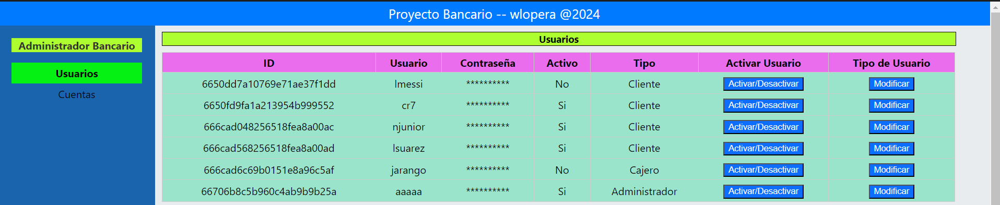 Proyecto Bancario -- wlopera @2024
Administrador Bancario
Usuarios
Cuentas
Usuarios
ID Usuario Contraseña Activo Tipo Activar Usuario Tipo de Usuario
6650dd7a10769e71ae37f1dd lmessi ********** No Cliente Activar/Desactivar Modificar
6650fd9fa1a213954b999552 cr7 ********** Si Cliente Activar/Desactivar Modificar
666cad048256518fea8a00ac njunior ********** Si Cliente Activar/Desactivar Modificar
666cad568256518fea8a00ad lsuarez ********** Si Cliente Activar/Desactivar Modificar
666cad6c69b0151e8a96c5af jarango ********** No Cajero Activar/Desactivar Modificar
66706b8c5b960c4ab9b9b25a aaaaa ********** Si Administrador Activar/Desactivar Modificar